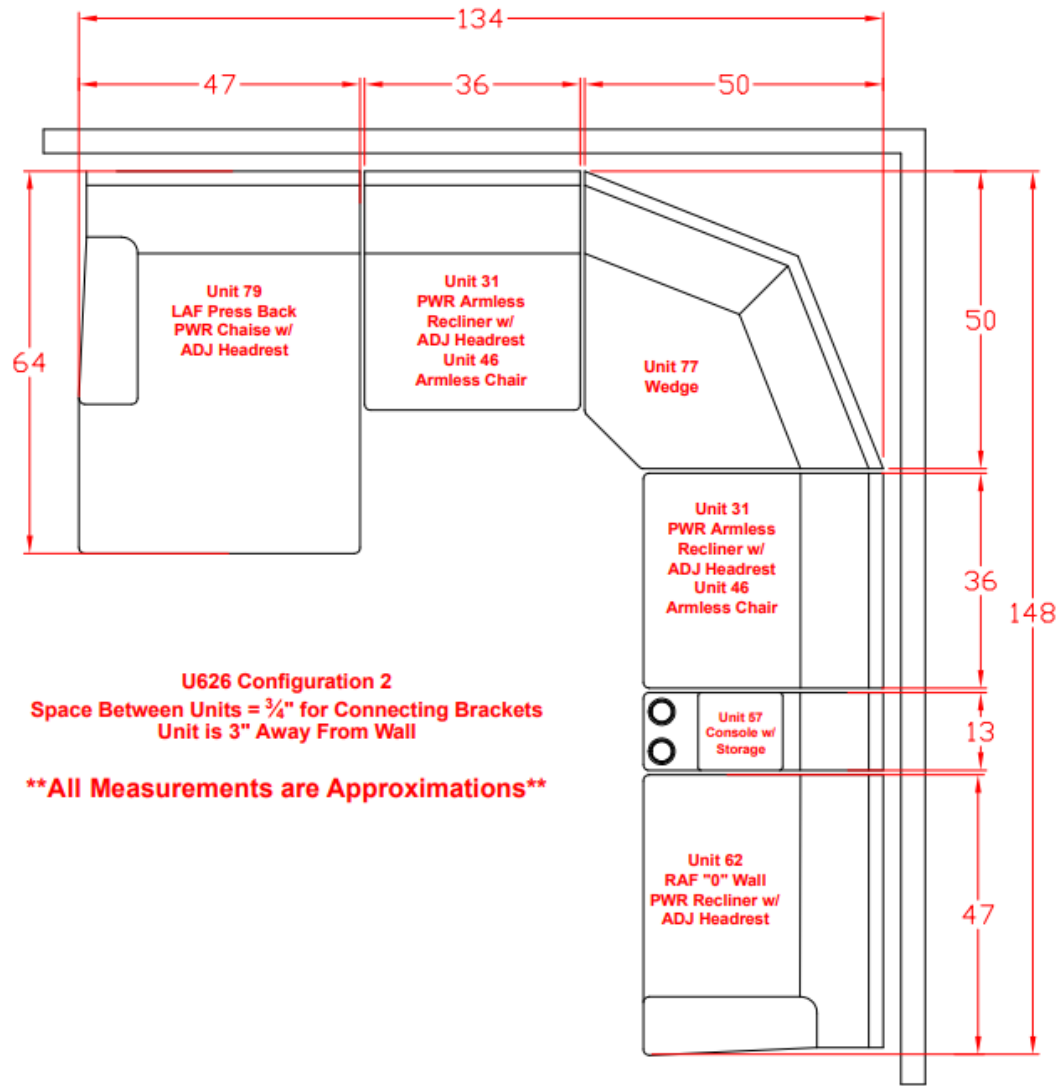 134
47
36
50
Unit 79
LAF Press Back
PWR Chaise w/
ADJ Headrest
Unit 31
PWR Armless
Recliner w/
ADJ Headrest
Unit 46
Armless Chair
Unit 77
Wedge
50
64
Unit 31
PWR Armless
Recliner w/
ADJ Headrest
Unit 46
Armless Chair
36
148
U626 Configuration 2
Space Between Units = ¾" for Connecting Brackets
Unit is 3" Away From Wall
**All Measurements are Approximations**
Unit 57
Console w/
Storage
13
Unit 62
RAF "0" Wall
PWR Recliner w/
ADJ Headrest
47